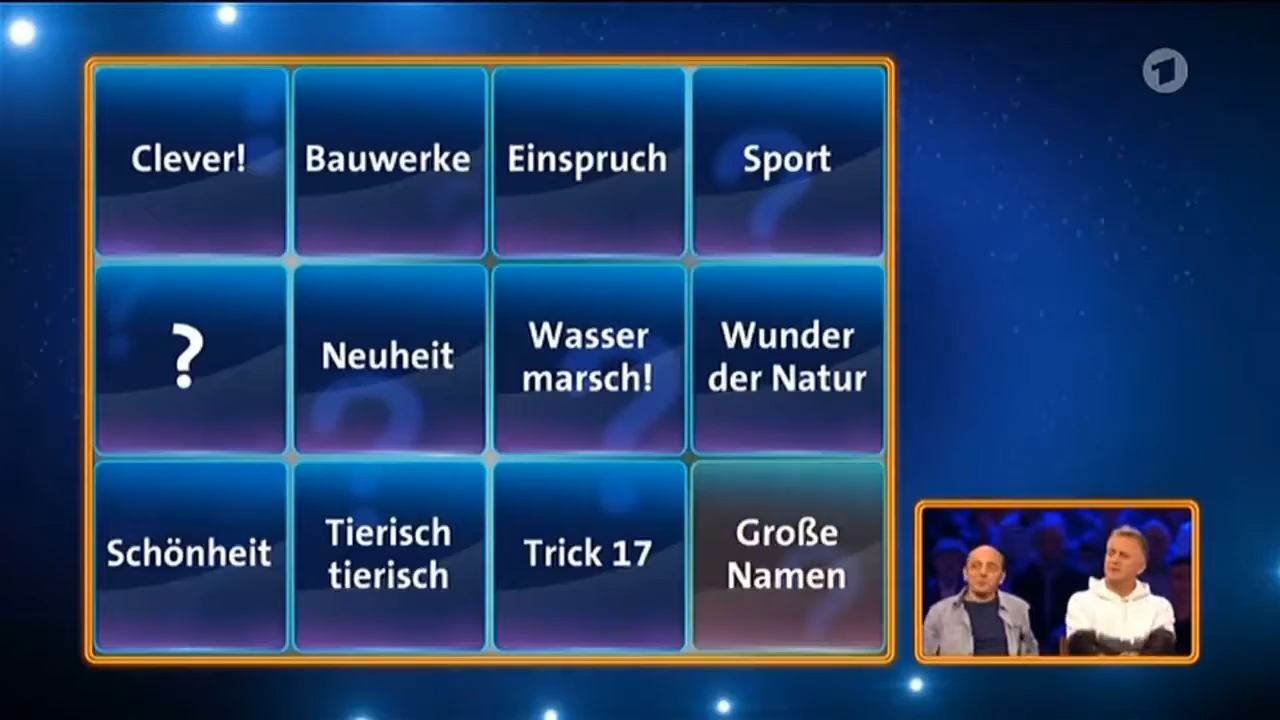 Clever!
Bauwerke
Einspruch
Sport
?
Neuheit
Wasser
marsch!
Wunder
der Natur
Schönheit
Tierisch
tierisch
Trick 17
Große
Namen
1